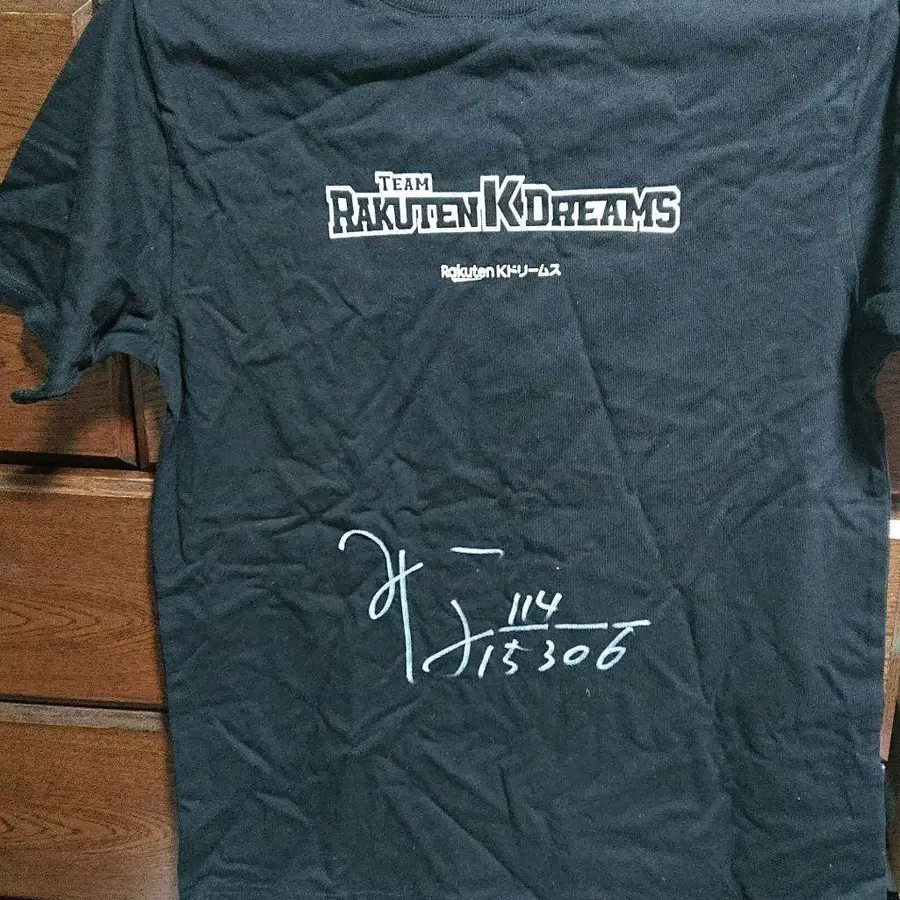 TEAM
RAKUTEN K DREAMS
Rakuten Kドリームス
114
15306